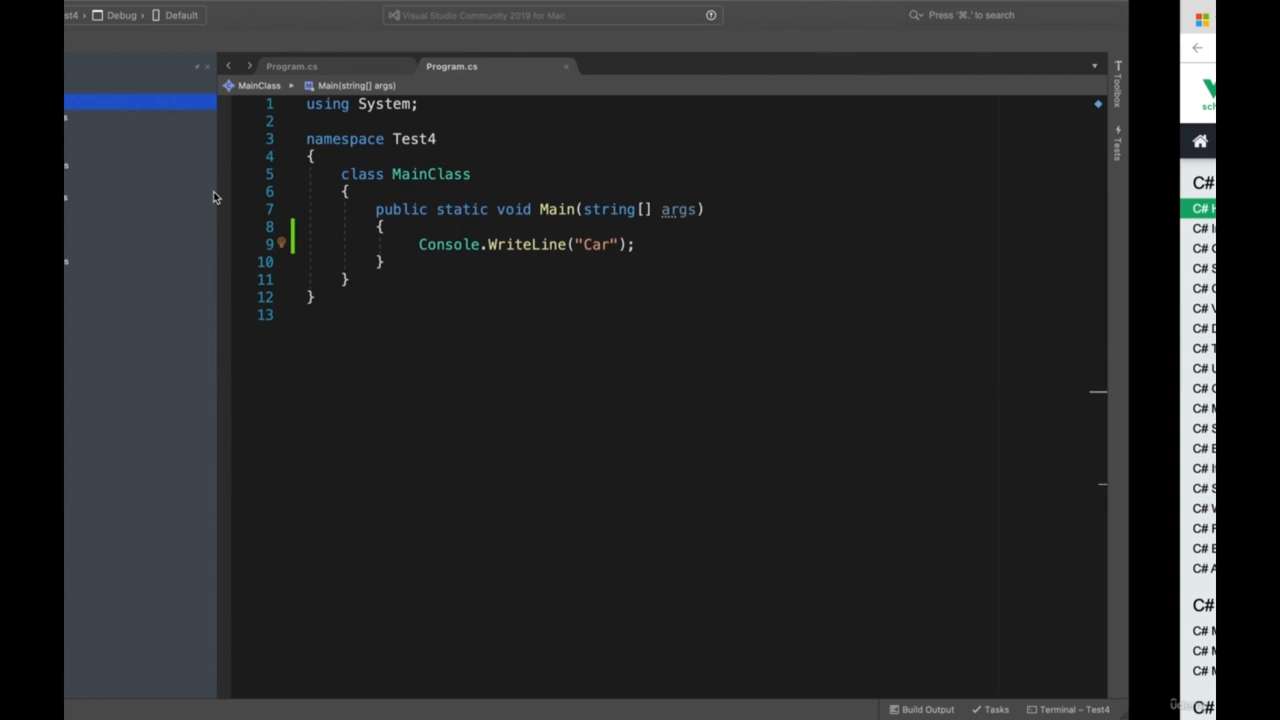 st4 › Debug › Default
Visual Studio Community 2019 for Mac
Press '⌘.' to search
Program.cs
Program.cs
MainClass ▸ Main(string[] args)
1 using System;
2
3 namespace Test4
4 {
5 class MainClass
6 {
7 public static void Main(string[] args)
8 {
9 Console.WriteLine("Car");
10 }
11 }
12 }
13
Toolbox
Tests
Build Output
Tasks
Terminal – Test4
sch
C#
C# H
C# I
C# C
C# S
C# C
C# V
C# D
C# T
C# U
C# O
C# M
C# S
C# B
C# I
C# S
C# W
C# F
C# B
C# A
C#
C# M
C# M
C# M
C#